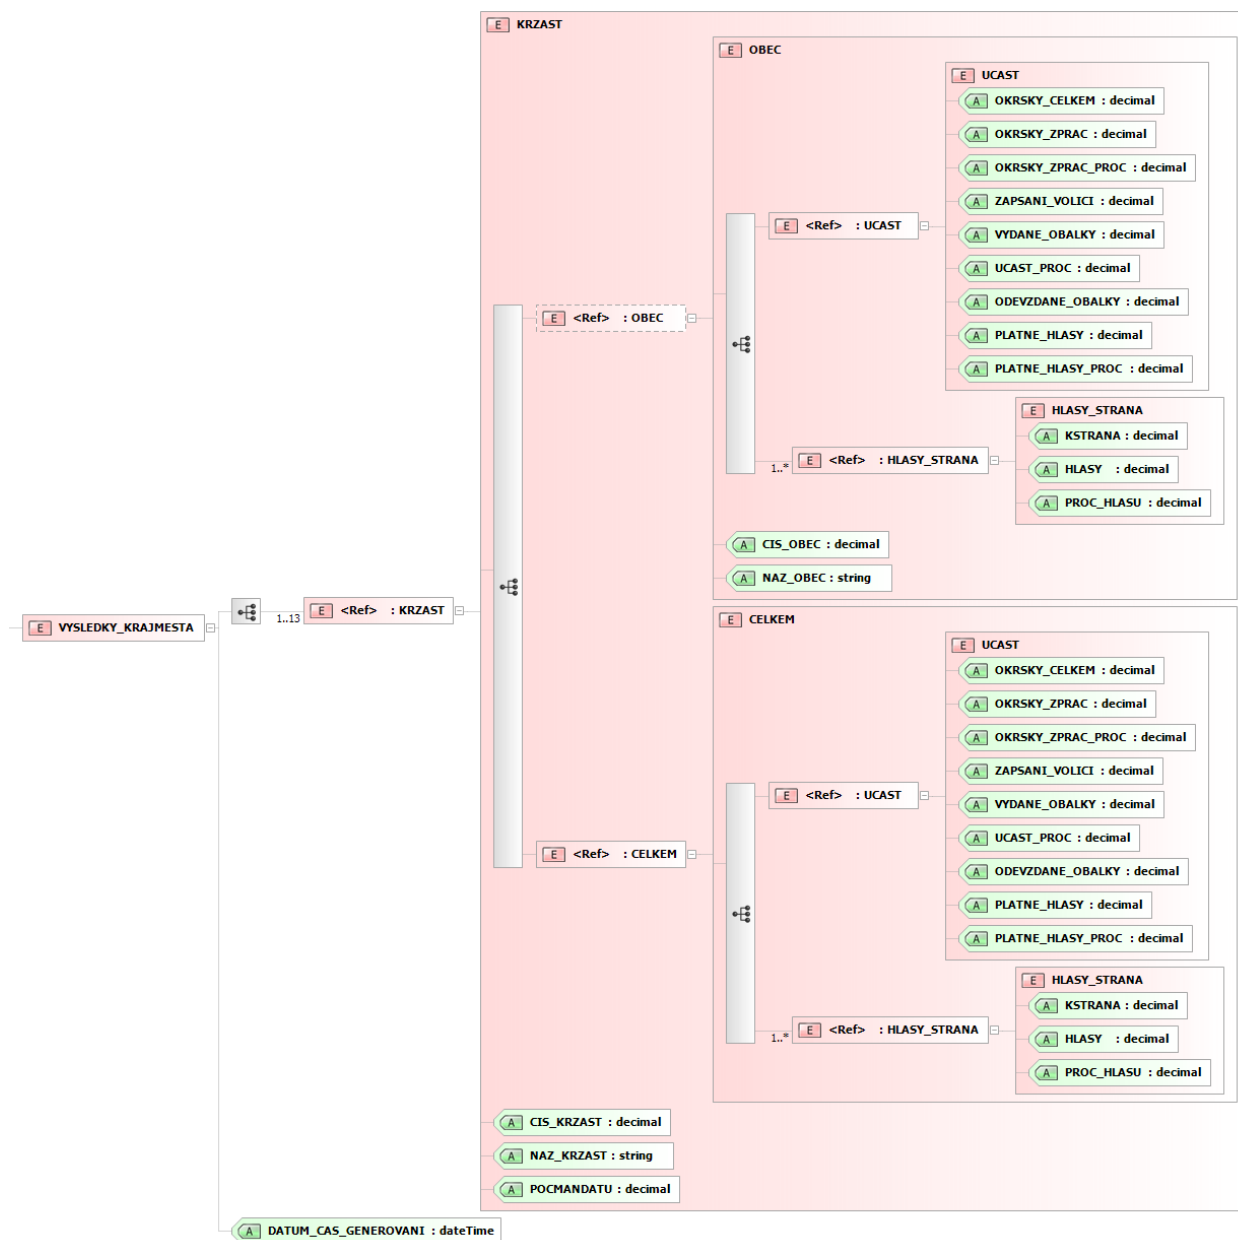 E KRZAST
E OBEC
E UCAST
A OKRSKY_CELKEM : decimal
A OKRSKY_ZPRAC : decimal
A OKRSKY_ZPRAC_PROC : decimal
A ZAPSANI_VOLICI : decimal
E <Ref> : UCAST
A VYDANE_OBALKY : decimal
A UCAST_PROC : decimal
A ODEVZDANE_OBALKY : decimal
E <Ref> : OBEC
A PLATNE_HLASY : decimal
A PLATNE_HLASY_PROC : decimal
E HLASY_STRANA
A KSTRANA : decimal
1..* E <Ref> : HLASY_STRANA
A HLASY : decimal
A PROC_HLASU : decimal
A CIS_OBEC : decimal
A NAZ_OBEC : string
E VYSLEDKY_KRAJMESTA
1..13 E <Ref> : KRZAST
E CELKEM
E UCAST
A OKRSKY_CELKEM : decimal
A OKRSKY_ZPRAC : decimal
A OKRSKY_ZPRAC_PROC : decimal
A ZAPSANI_VOLICI : decimal
E <Ref> : UCAST
A VYDANE_OBALKY : decimal
A UCAST_PROC : decimal
E <Ref> : CELKEM
A ODEVZDANE_OBALKY : decimal
A PLATNE_HLASY : decimal
A PLATNE_HLASY_PROC : decimal
E HLASY_STRANA
A KSTRANA : decimal
1..* E <Ref> : HLASY_STRANA
A HLASY : decimal
A PROC_HLASU : decimal
A CIS_KRZAST : decimal
A NAZ_KRZAST : string
A POCMANDATU : decimal
A DATUM_CAS_GENEROVANI : dateTime